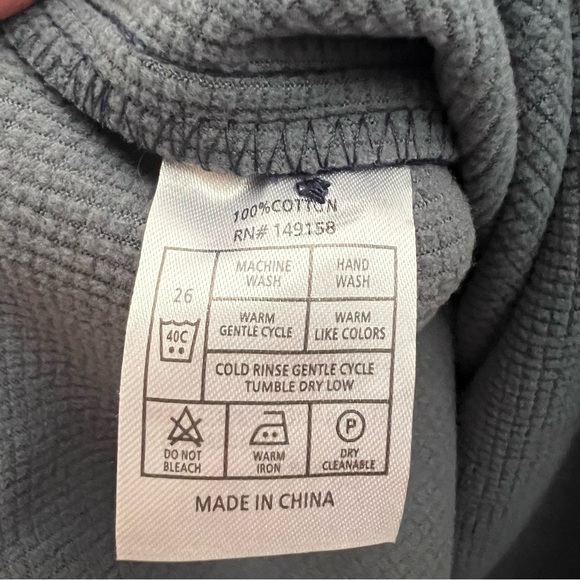 100%COTTON
RN# 149158
26
40C
MACHINE
WASH
HAND
WASH
WARM
GENTLE CYCLE
WARM
LIKE COLORS
COLD RINSE GENTLE CYCLE
TUMBLE DRY LOW
DO NOT
BLEACH
WARM
IRON
P
DRY
CLEANABLE
MADE IN CHINA